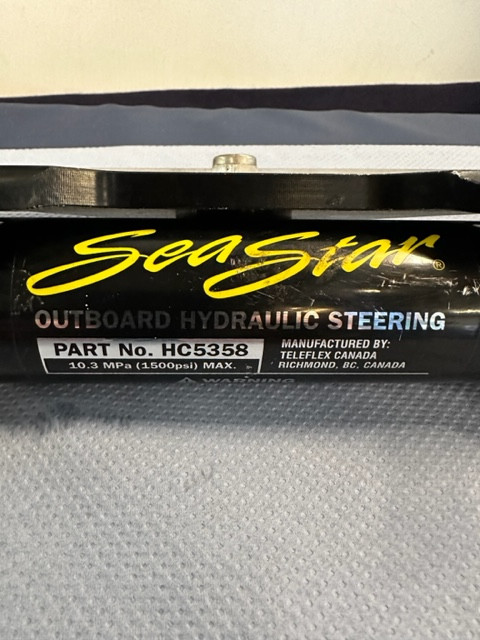 SeaStar®
OUTBOARD HYDRAULIC STEERING
PART No. HC5358
10.3 MPa (1500psi) MAX.
MANUFACTURED BY:
TELEFLEX CANADA
RICHMOND, BC, CANADA
WARNING